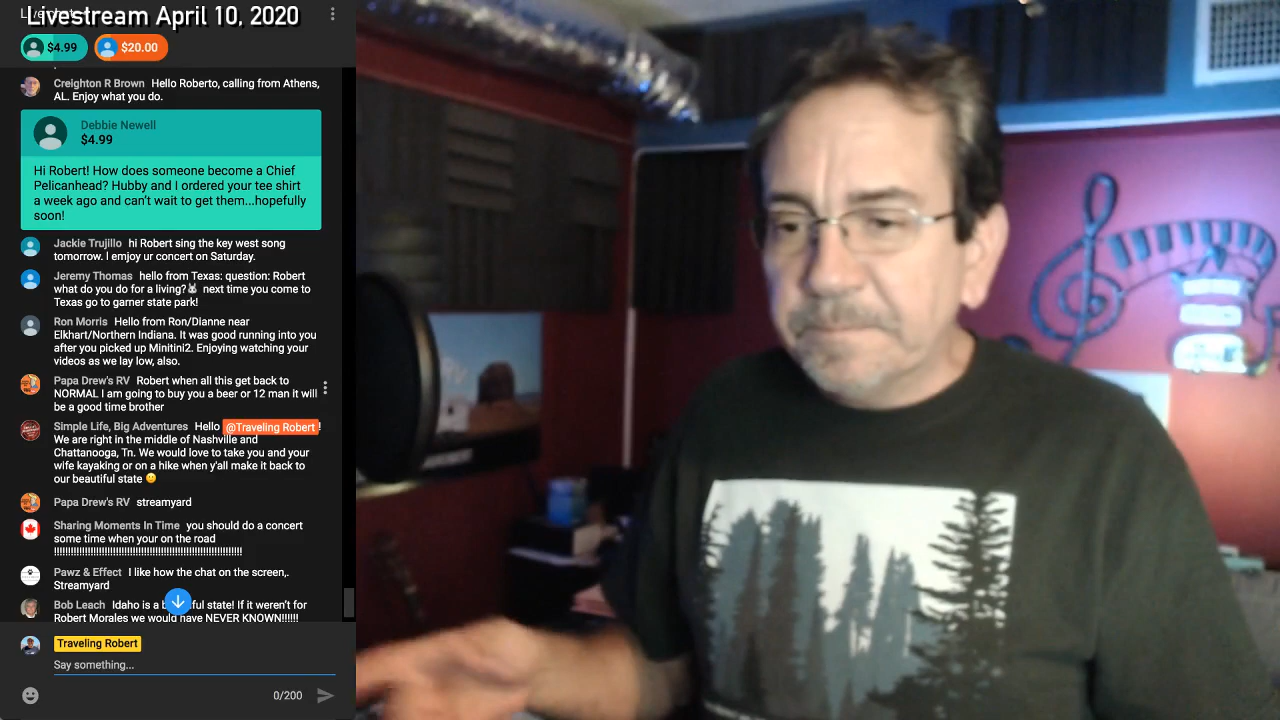 Livestream April 10, 2020
$4.99
$20.00
Creighton R Brown Hello Roberto, calling from Athens,
AL. Enjoy what you do.
Debbie Newell
$4.99
Hi Robert! How does someone become a Chief
Pelicanhead? Hubby and I ordered your tee shirt
a week ago and can't wait to get them...hopefully
soon!
Jackie Trujillo hi Robert sing the key west song
tomorrow. I emjoy ur concert on Saturday.
Jeremy Thomas hello from Texas: question: Robert
what do you do for a living?🐰 next time you come to
Texas go to garner state park!
Ron Morris Hello from Ron/Dianne near
Elkhart/Northern Indiana. It was good running into you
after you picked up Minitini2. Enjoying watching your
videos as we lay low, also.
Papa Drew's RV Robert when all this get back to
NORMAL I am going to buy you a beer or 12 man it will
be a good time brother
Simple Life, Big Adventures Hello @Traveling Robert!
We are right in the middle of Nashville and
Chattanooga, Tn. We would love to take you and your
wife kayaking or on a hike when y'all make it back to
our beautiful state 🙂
Papa Drew's RV streamyard
Sharing Moments In Time you should do a concert
some time when your on the road
!!!!!!!!!!!!!!!!!!!!!!!!!!!!!!!!!!!!!!!!!!!!!!!!!!!!!!!!!!!!!!!
Pawz & Effect I like how the chat on the screen,.
Streamyard
Bob Leach Idaho is a ful state! If it weren't for
Robert Morales we would have NEVER KNOWN!!!!!!
Traveling Robert
Say something...
0/200